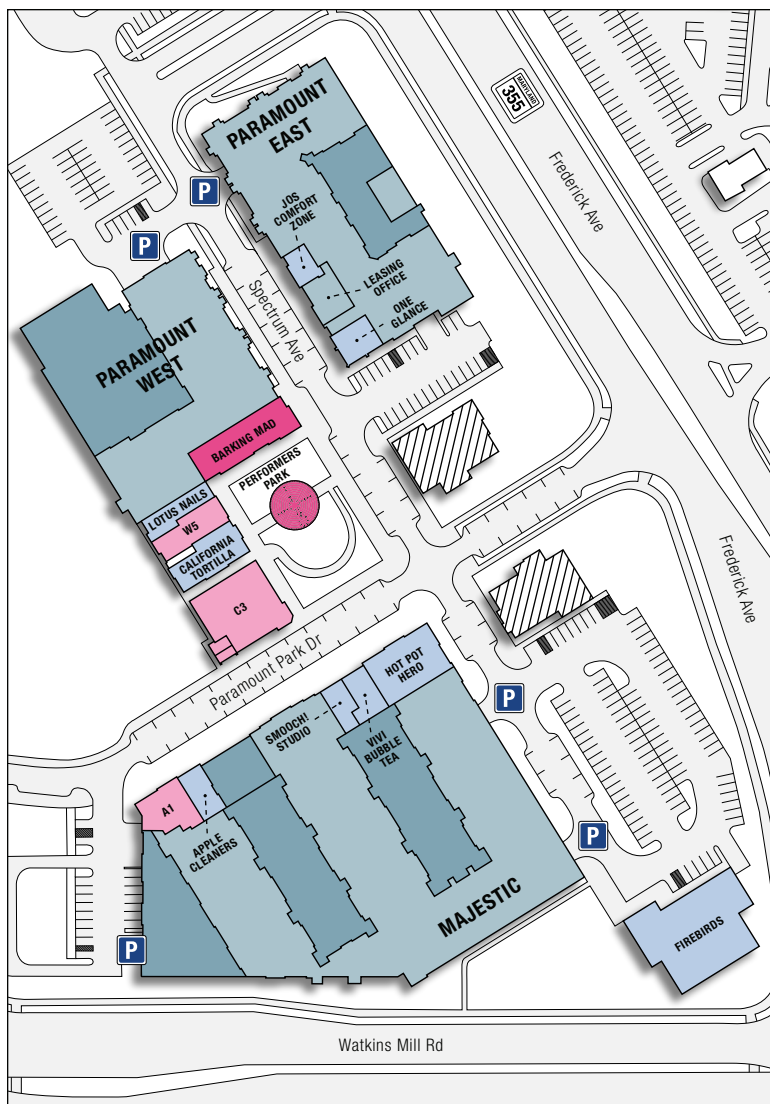 MARYLAND
355
PARAMOUNT
EAST
Frederick Ave
P
JOS
COMFORT
ZONE
P
LEASING
OFFICE
Spectrum Ave
ONE
GLANCE
PARAMOUNT
WEST
BARKING MAD
PERFORMERS
PARK
LOTUS NAILS
W5
CALIFORNIA
TORTILLA
Frederick Ave
C3
Paramount Park Dr
HOT POT
HERO
P
SMOOCH!
STUDIO
VIVI
BUBBLE
TEA
A1
APPLE
CLEANERS
P
MAJESTIC
FIREBIRDS
P
Watkins Mill Rd